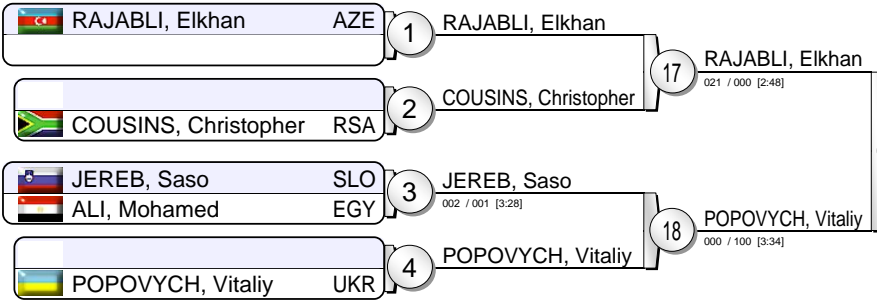 RAJABLI, Elkhan AZE
1
RAJABLI, Elkhan
COUSINS, Christopher RSA
2
COUSINS, Christopher
17
RAJABLI, Elkhan
021 / 000 [2:48]
JEREB, Saso SLO
ALI, Mohamed EGY
3
JEREB, Saso
002 / 001 [3:28]
POPOVYCH, Vitaliy UKR
4
POPOVYCH, Vitaliy
18
POPOVYCH, Vitaliy
000 / 100 [3:34]